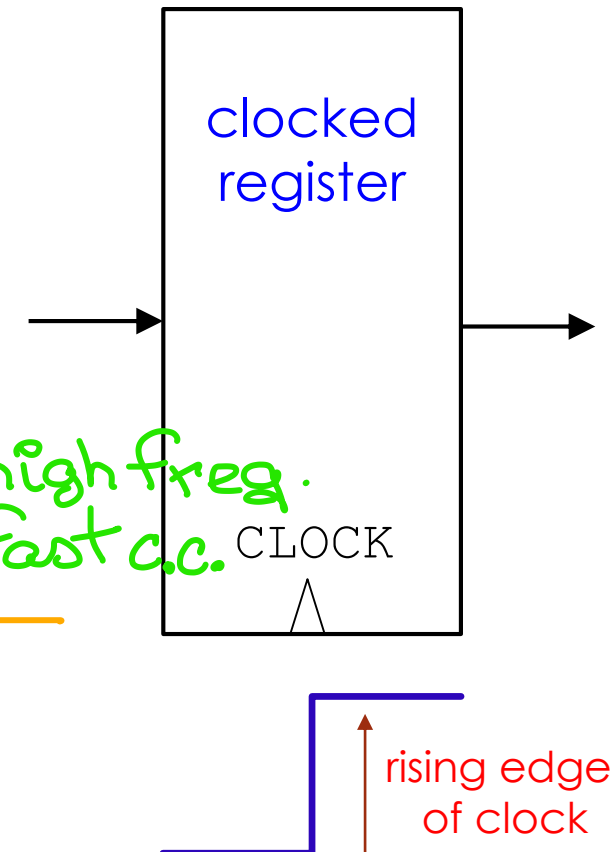 clocked
register
high freq.
fast c.c.
CLOCK
rising edge
of clock